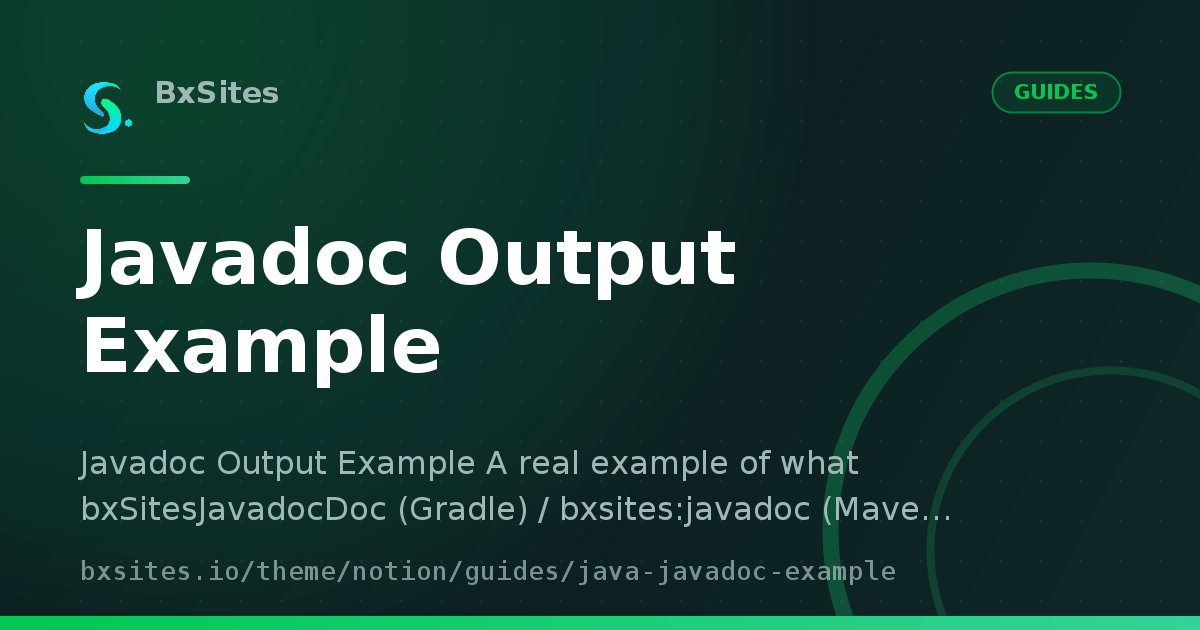 BxSites
GUIDES
Javadoc Output
Example
Javadoc Output Example A real example of what
bxSitesJavadocDoc (Gradle) / bxsites:javadoc (Mave…
bxsites.io/theme/notion/guides/java-javadoc-example